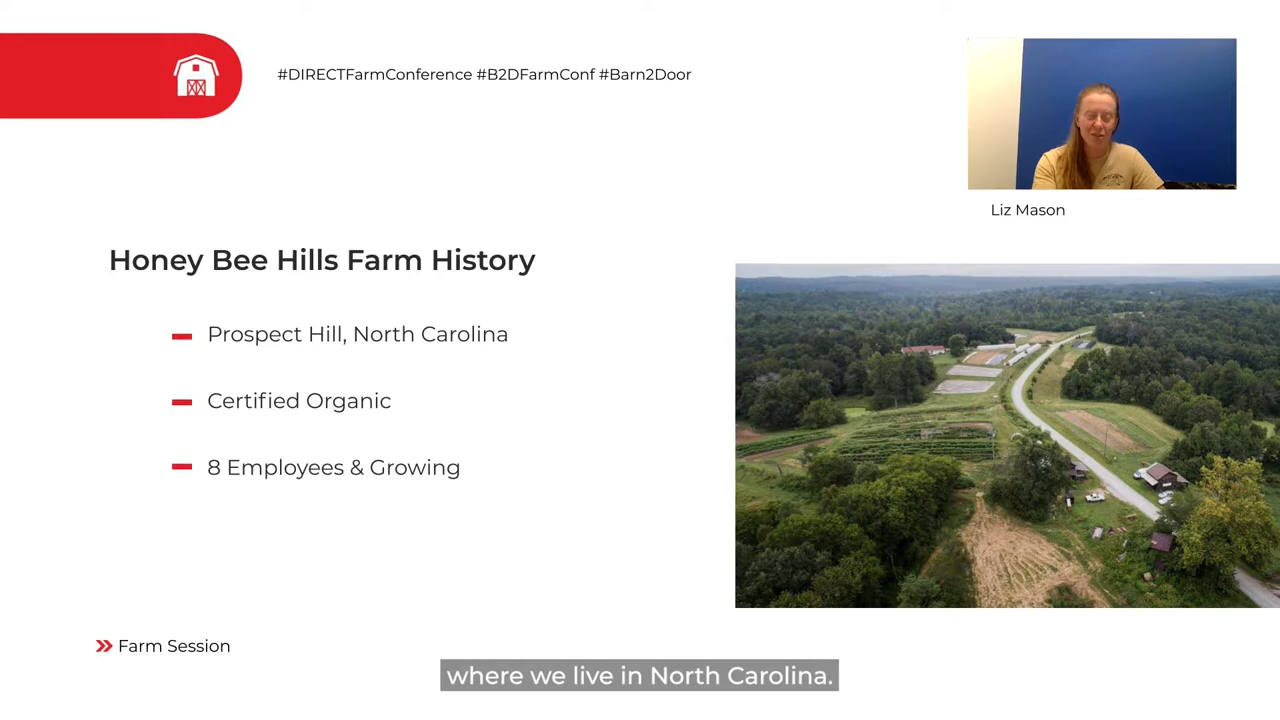 #DIRECTFarmConference #B2DFarmConf #Barn2Door
Liz Mason
Honey Bee Hills Farm History
Prospect Hill, North Carolina
Certified Organic
8 Employees & Growing
Farm Session
where we live in North Carolina.